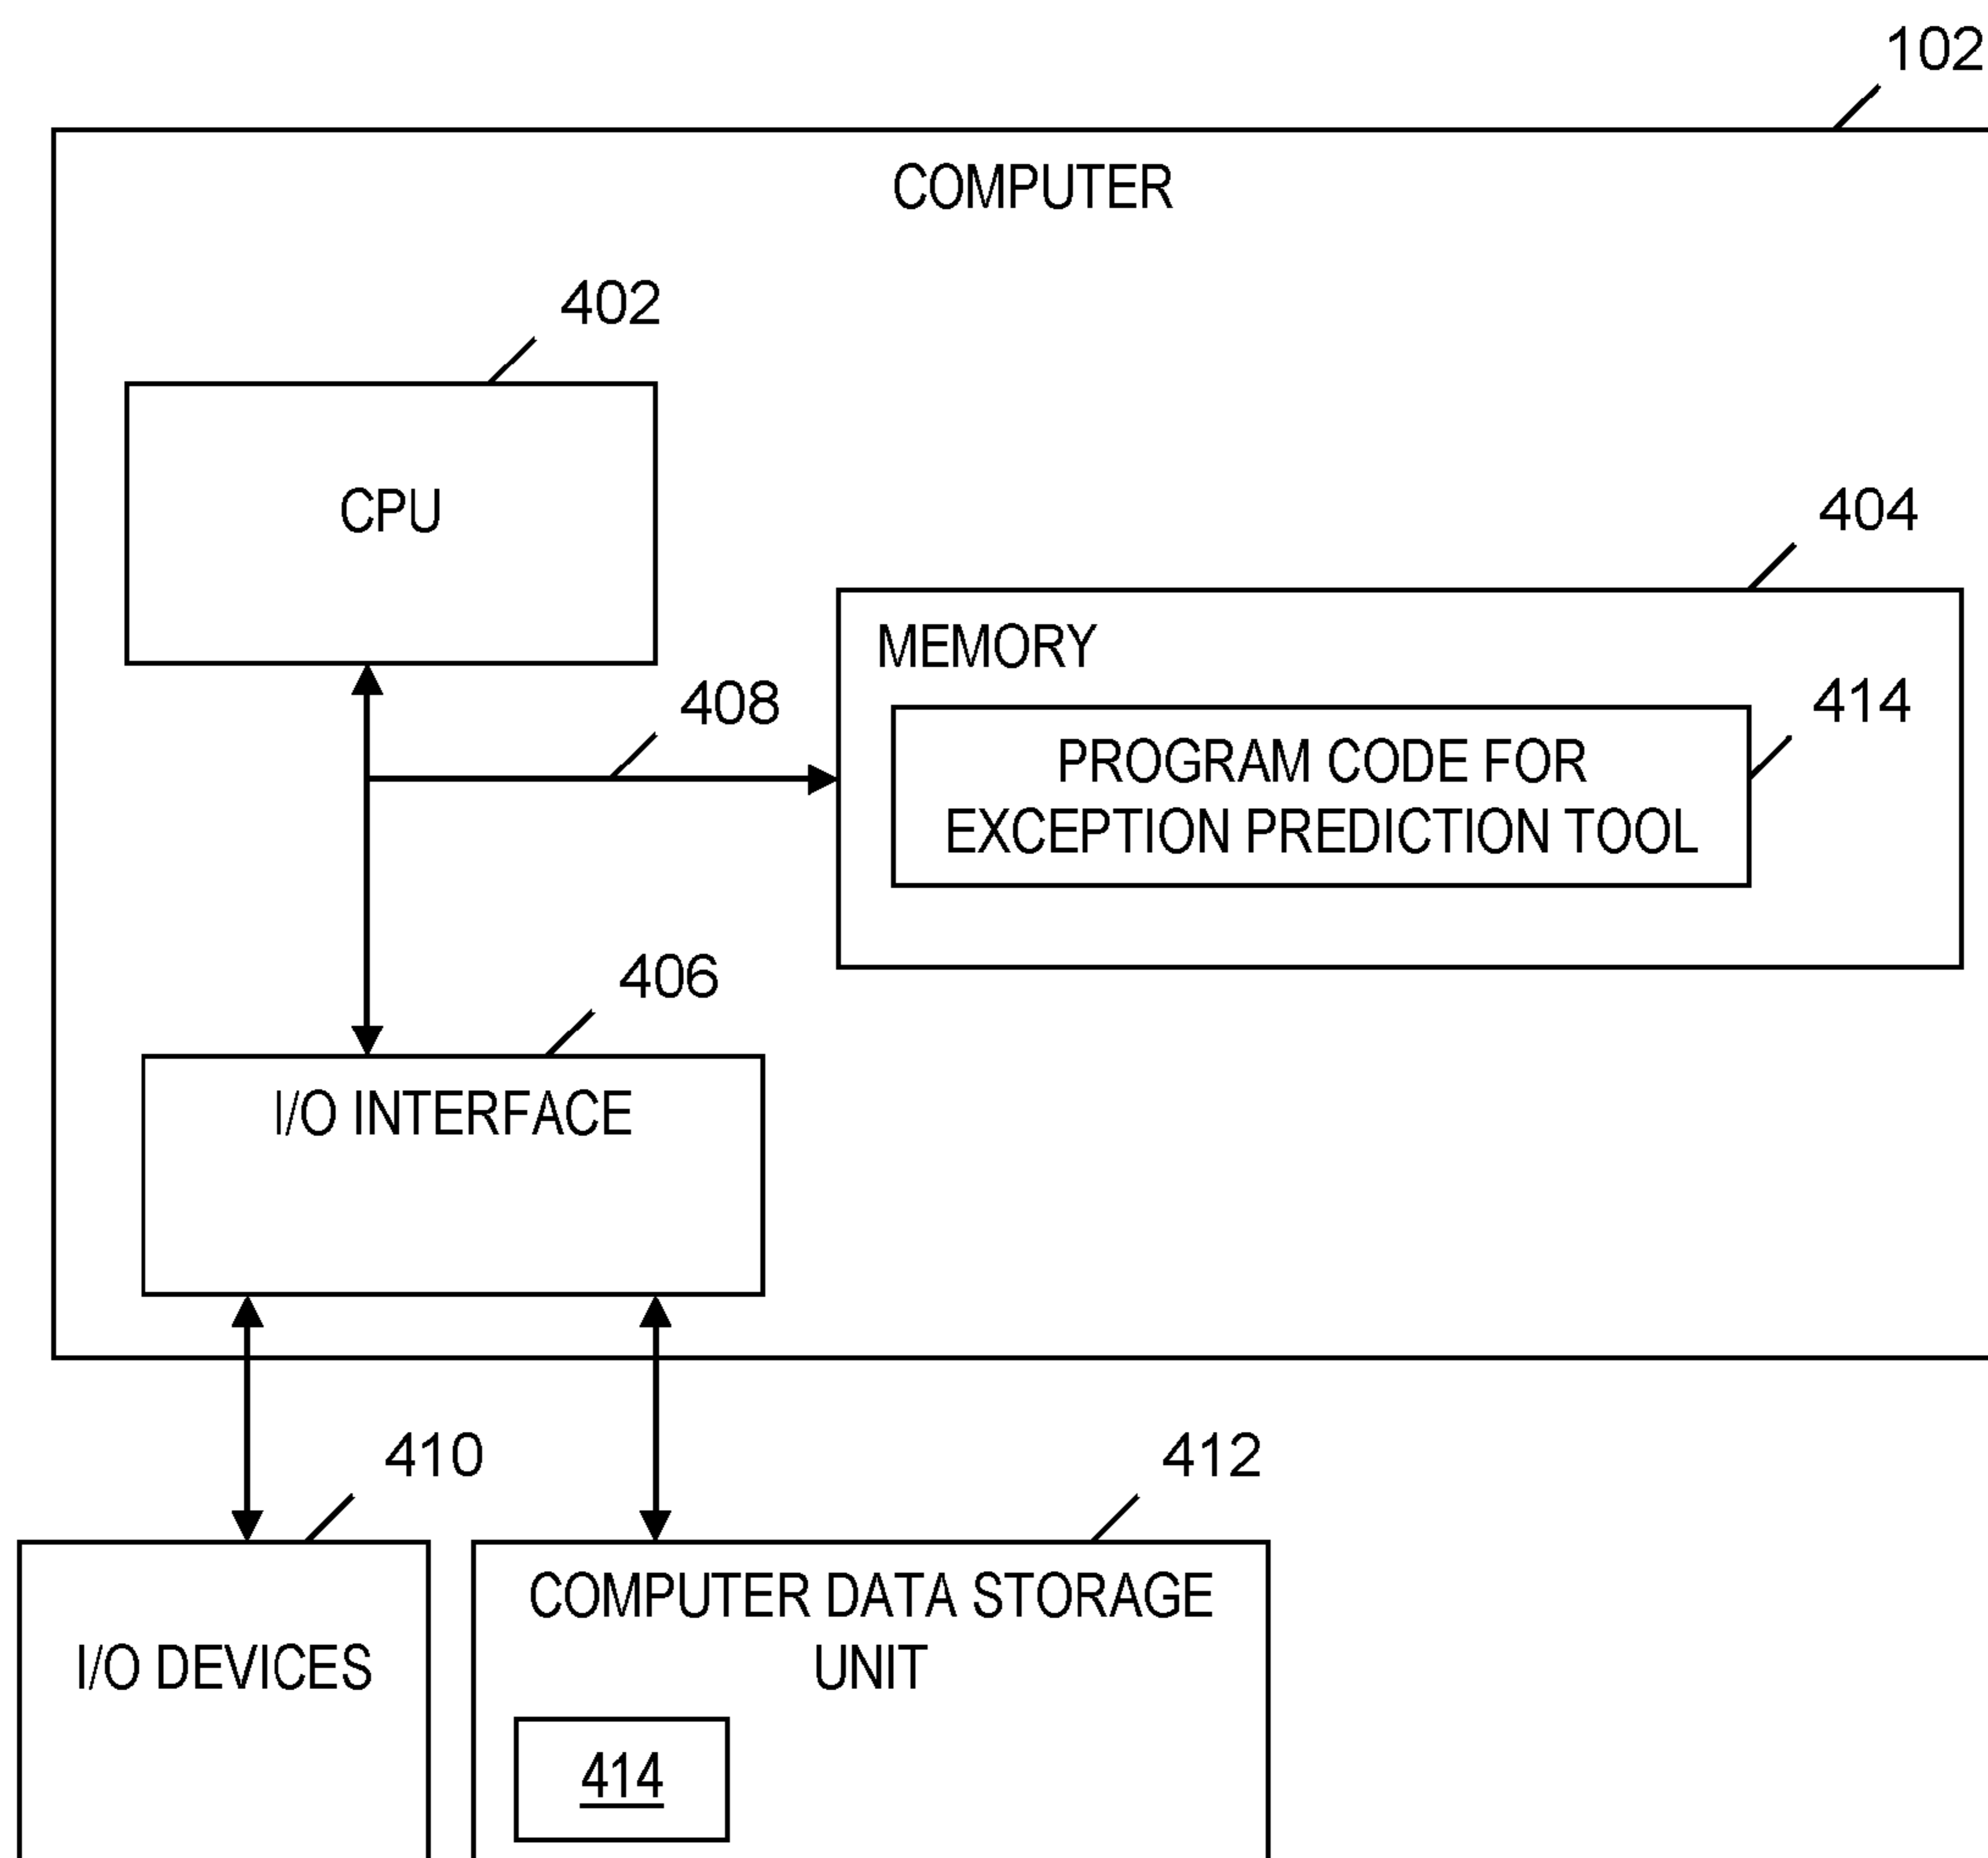 102
COMPUTER
402
CPU
404
MEMORY
408
414
PROGRAM CODE FOR
EXCEPTION PREDICTION TOOL
406
I/O INTERFACE
410
412
I/O DEVICES
COMPUTER DATA STORAGE
UNIT
414